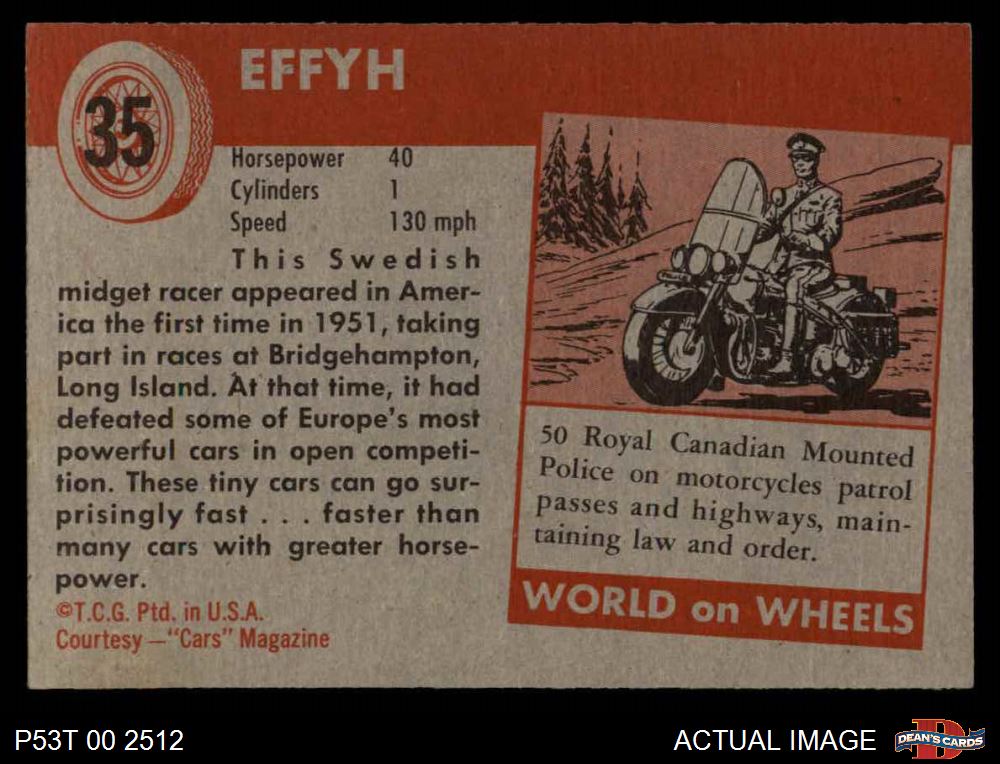 EFFYH
35
Horsepower 40
Cylinders 1
Speed 130 mph
This Swedish
midget racer appeared in Amer-
ica the first time in 1951, taking
part in races at Bridgehampton,
Long Island. At that time, it had
defeated some of Europe's most
powerful cars in open competi-
tion. These tiny cars can go sur-
prisingly fast . . . faster than
many cars with greater horse-
power.
©T.C.G. Ptd. in U.S.A.
Courtesy —"Cars" Magazine
50 Royal Canadian Mounted
Police on motorcycles patrol
passes and highways, main-
taining law and order.
WORLD on WHEELS
P53T 00 2512
ACTUAL IMAGE
D
DEAN'S CARDS